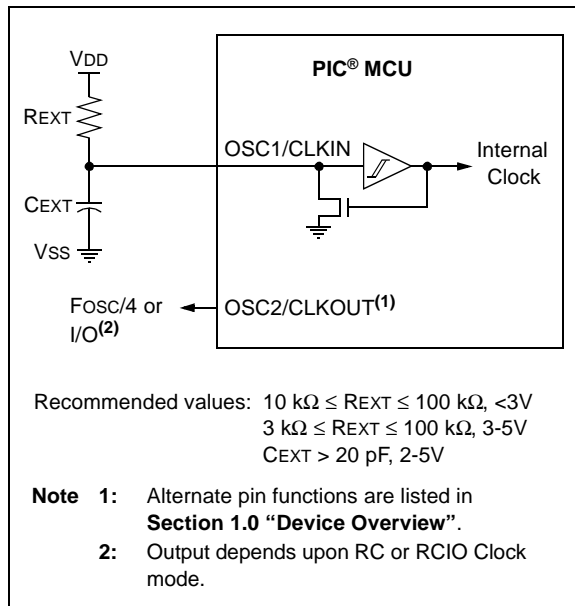 VDD
PIC® MCU
REXT
OSC1/CLKIN
Internal
Clock
CEXT
VSS
FOSC/4 or
I/O(2)
OSC2/CLKOUT(1)
Recommended values: 10 kΩ ≤ REXT ≤ 100 kΩ, <3V
3 kΩ ≤ REXT ≤ 100 kΩ, 3-5V
CEXT > 20 pF, 2-5V
Note 1: Alternate pin functions are listed in
Section 1.0 “Device Overview”.
2: Output depends upon RC or RCIO Clock
mode.